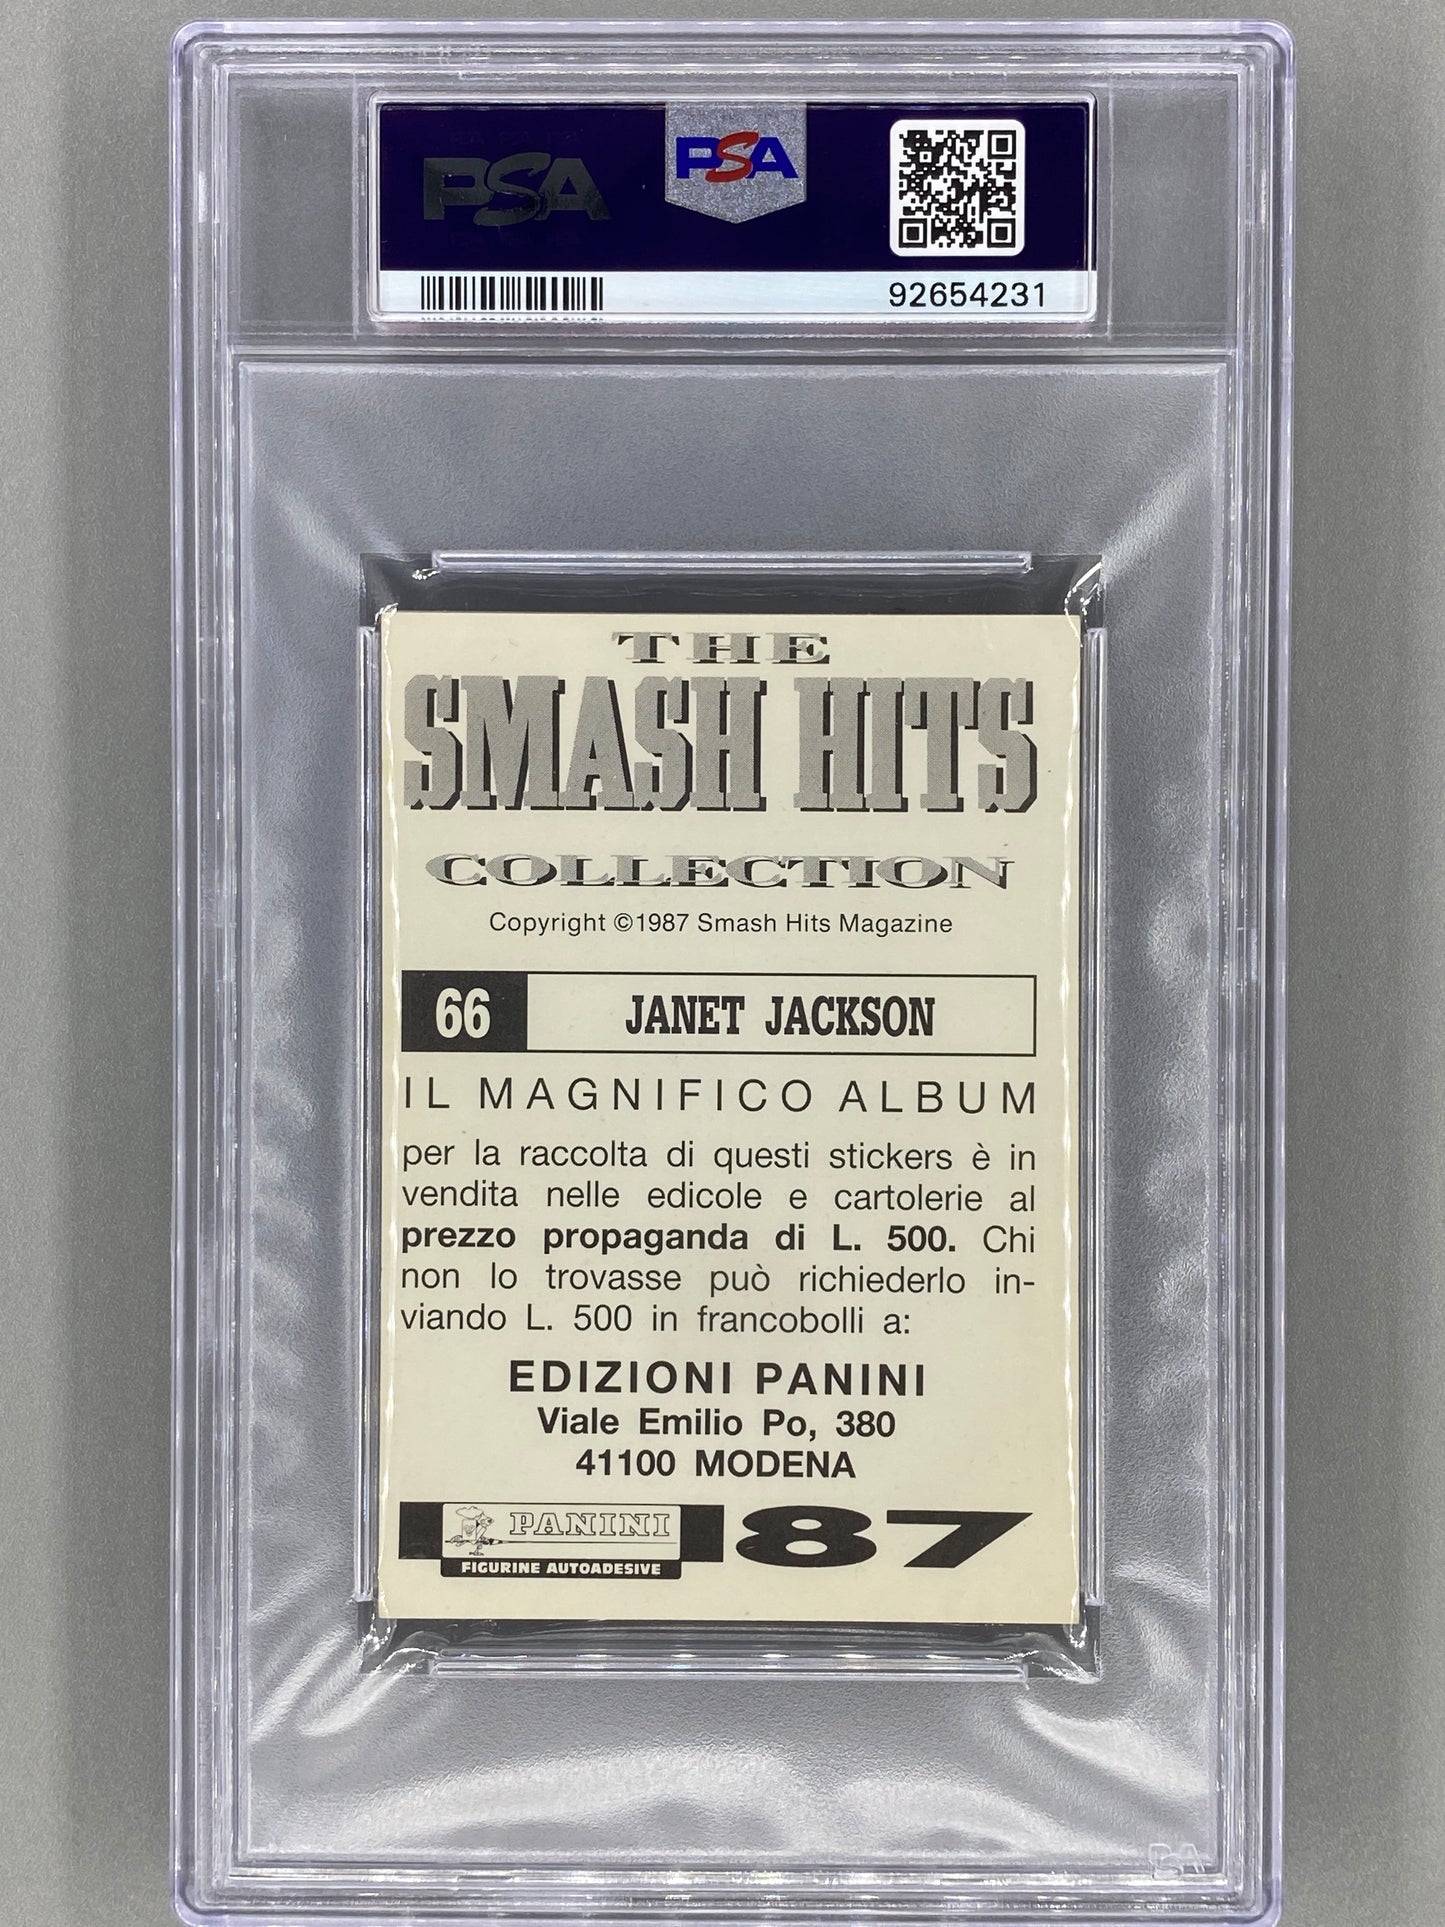 PSA
PSA
92654231
THE
SMASH HITS
COLLECTION
Copyright ©1987 Smash Hits Magazine
66 JANET JACKSON
IL MAGNIFICO ALBUM
per la raccolta di questi stickers è in
vendita nelle edicole e cartolerie al
prezzo propaganda di L. 500. Chi
non lo trovasse può richiederlo in-
viando L. 500 in francobolli a:
EDIZIONI PANINI
Viale Emilio Po, 380
41100 MODENA
PANINI 87
FIGURINE AUTOADESIVE
PSA